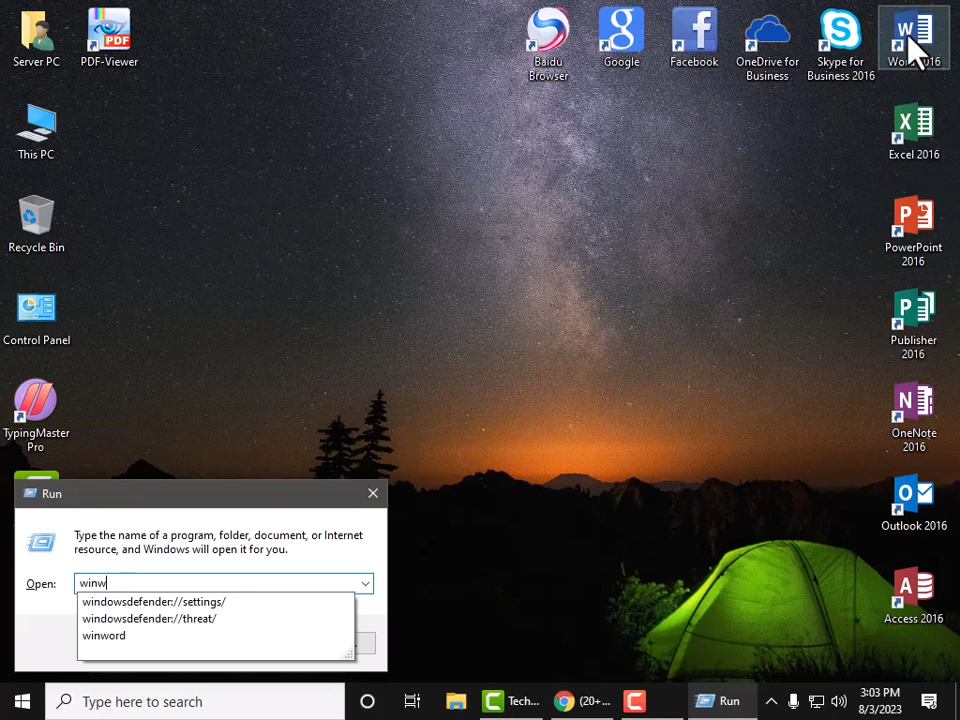 Server PC
PDF-Viewer
PDF
Baidu
Browser
Google
Facebook
OneDrive for
Business
Skype for
Business 2016
Word 2016
This PC
Excel 2016
Recycle Bin
PowerPoint
2016
Control Panel
Publisher
2016
TypingMaster
Pro
OneNote
2016
Outlook 2016
Access 2016
Run
Type the name of a program, folder, document, or Internet
resource, and Windows will open it for you.
Open:
winw
windowsdefender://settings/
windowsdefender://threat/
winword
Type here to search
Tech...
(20+...
Run
3:03 PM
8/3/2023